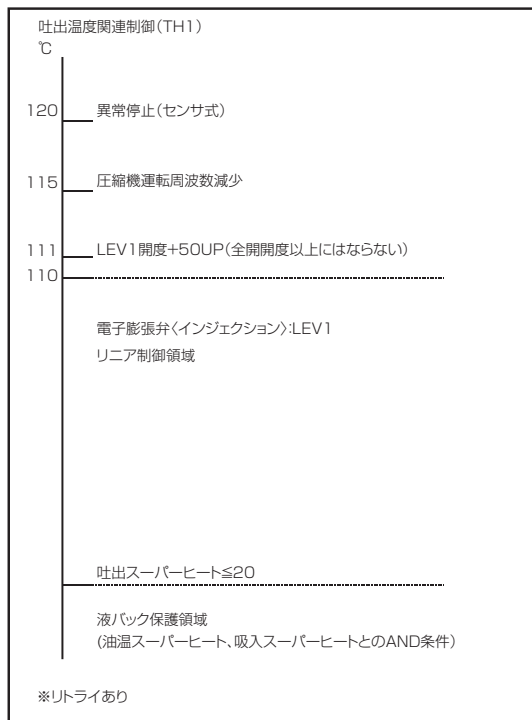 吐出温度関連制御(TH1)
℃
120 異常停止(センサ式)
115 圧縮機運転周波数減少
111 LEV1開度+50UP(全開開度以上にはならない)
110
電子膨張弁〈インジェクション〉:LEV1
リニア制御領域
吐出スーパーヒート≦20
液バック保護領域
(油温スーパーヒート、吸入スーパーヒートとのAND条件)
※リトライあり